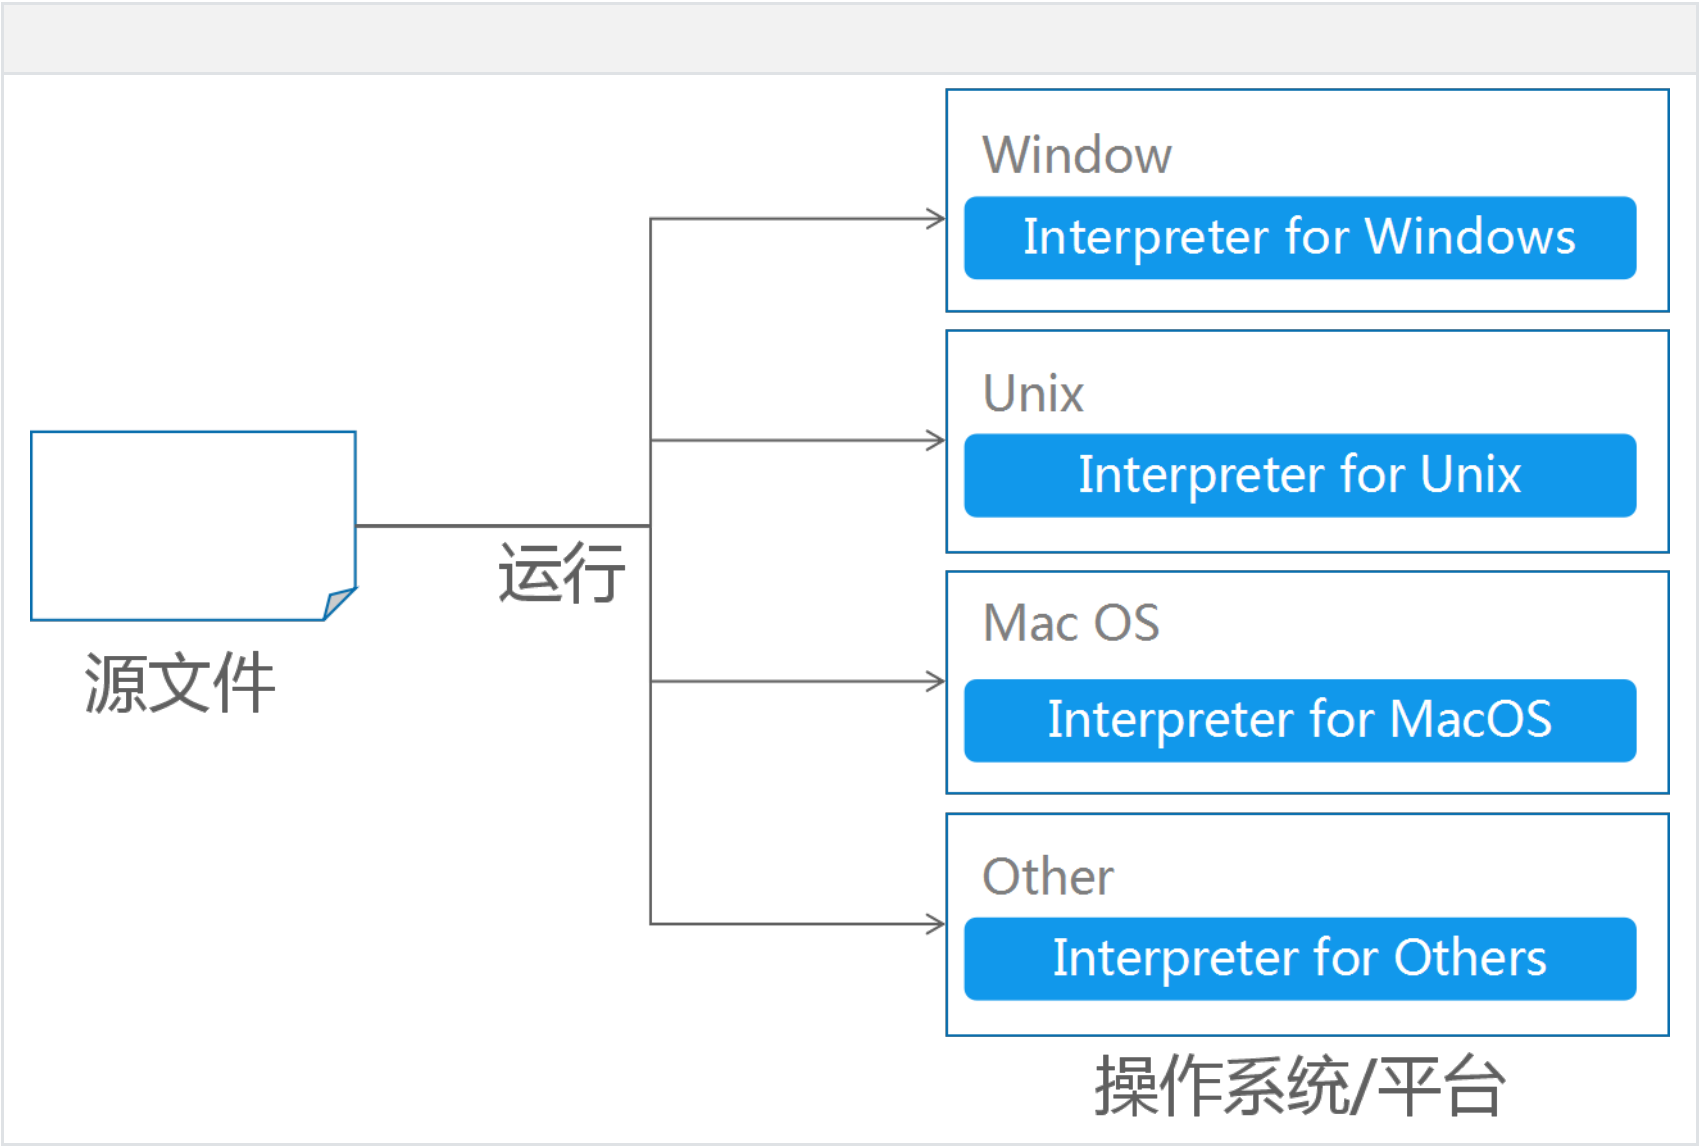 Window
Interpreter for Windows
Unix
Interpreter for Unix
运行
源文件
Mac OS
Interpreter for MacOS
Other
Interpreter for Others
操作系统/平台